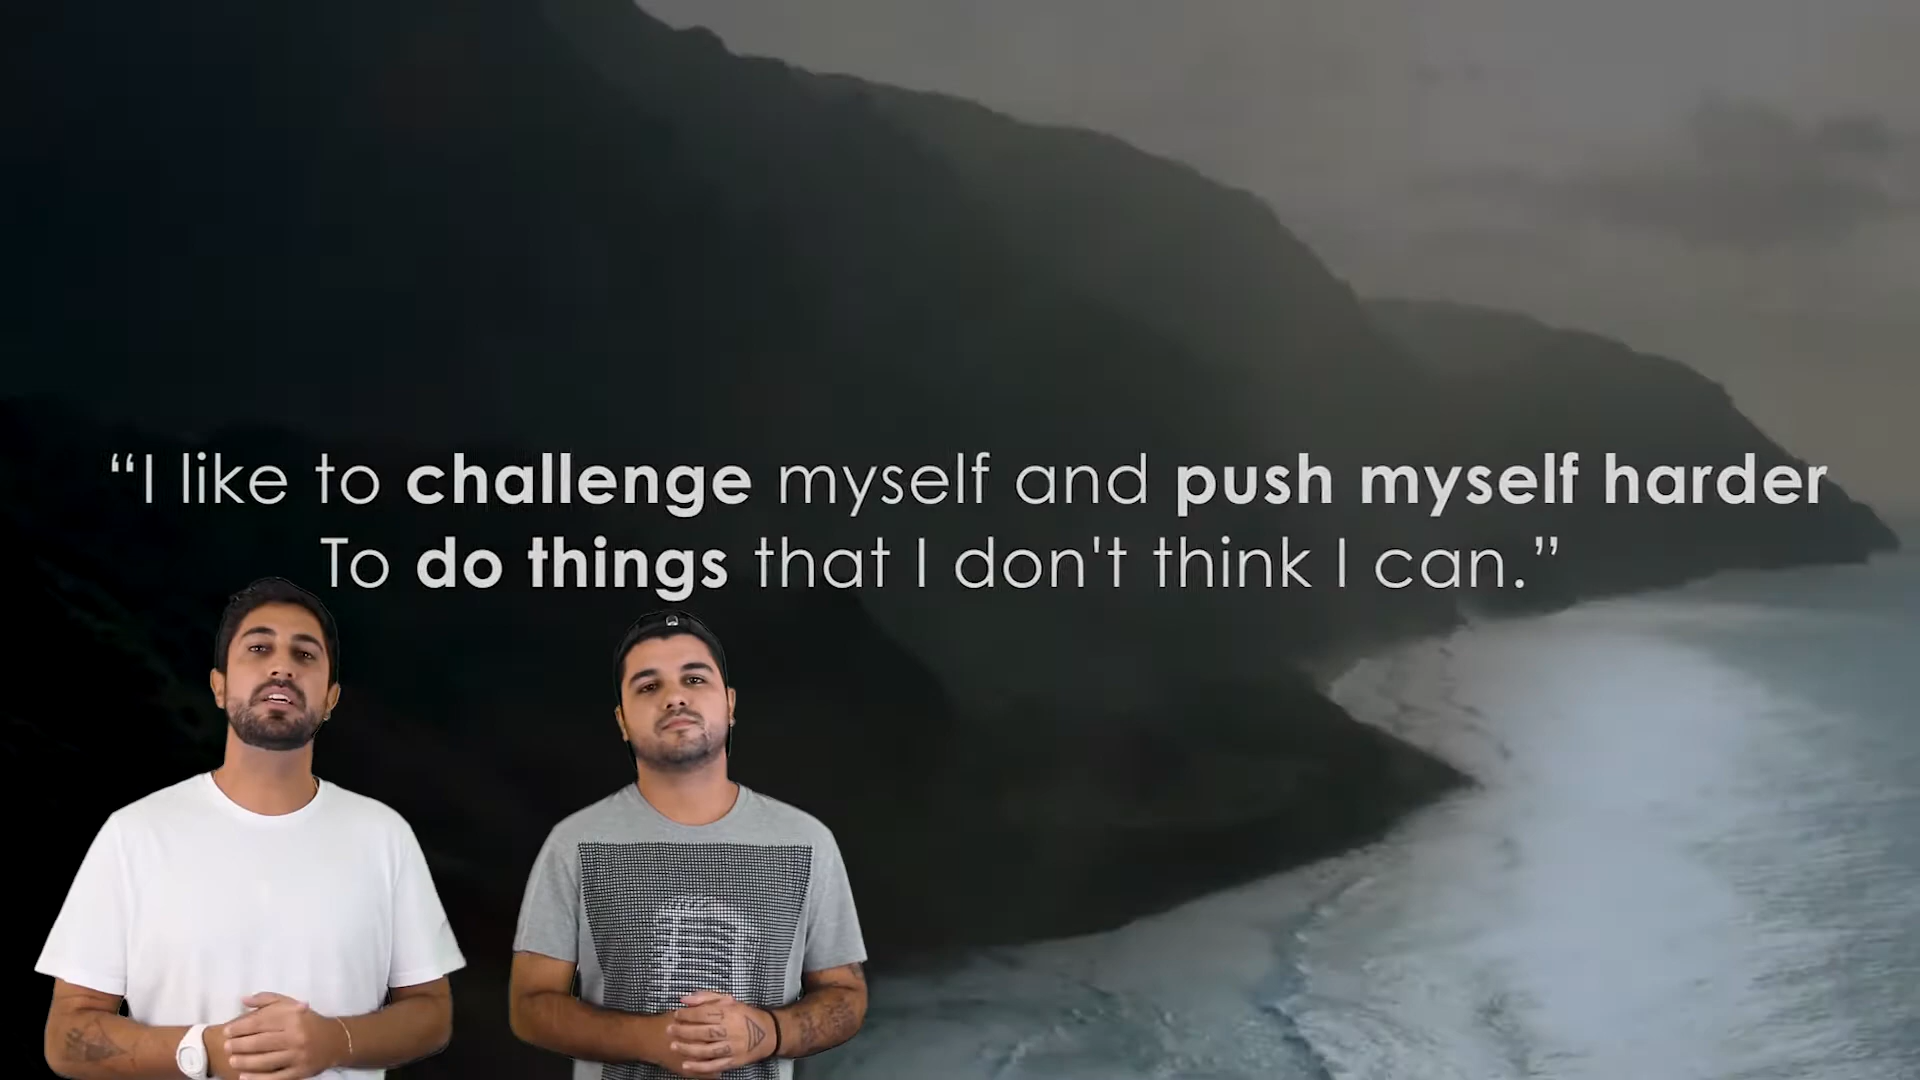 “I like to challenge myself and push myself harder
To do things that I don't think I can.”